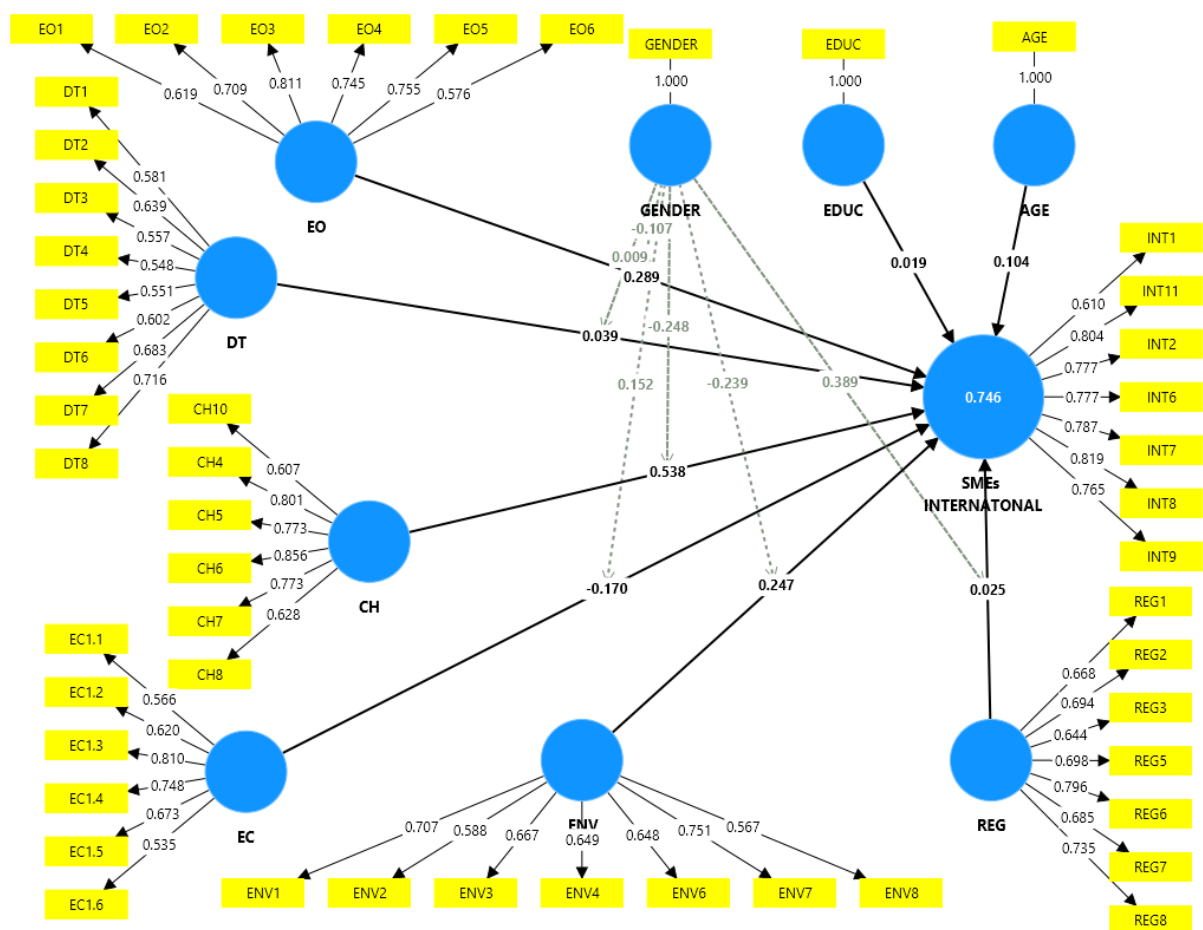 EO1 EO2 EO3 EO4 EO5 EO6
0.619 0.709 0.811 0.745 0.755 0.576
EO
GENDER EDUC AGE
1.000 1.000 1.000
GENDER EDUC AGE
DT1
DT2
DT3
DT4
DT5
DT6
DT7
DT8
0.581
0.639
0.557
0.548
0.551
0.602
0.683
0.716
DT
-0.107
0.009
0.289
0.039
-0.248
0.152
-0.239
0.389
0.019
0.104
0.746
SMEs
INTERNATONAL
INT1
INT11
INT2
INT6
INT7
INT8
INT9
0.610
0.804
0.777
0.777
0.787
0.819
0.765
CH10
CH4
CH5
CH6
CH7
CH8
0.607
0.801
0.773
0.856
0.773
0.628
CH
0.538
-0.170
0.247
0.025
EC1.1
EC1.2
EC1.3
EC1.4
EC1.5
EC1.6
0.566
0.620
0.810
0.748
0.673
0.535
EC
ENV
0.707 0.588 0.667 0.649 0.648 0.751 0.567
ENV1 ENV2 ENV3 ENV4 ENV6 ENV7 ENV8
REG
0.668
0.694
0.644
0.698
0.796
0.685
0.735
REG1
REG2
REG3
REG5
REG6
REG7
REG8